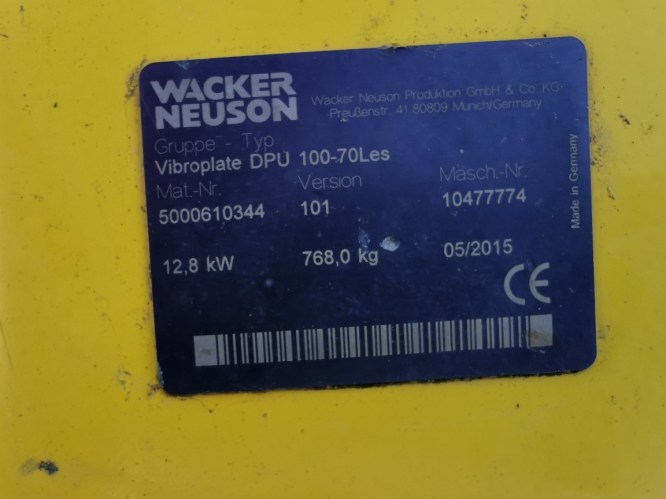 WACKER
NEUSON
Wacker Neuson Produktion GmbH & Co. KG
Preußenstr. 41 80809 Munich/Germany
Gruppe - Typ
Vibroplate DPU 100-70Les
Mat.-Nr. Version Masch.-Nr.
5000610344 101 10477774
12,8 kW 768,0 kg 05/2015
CE
Made in Germany